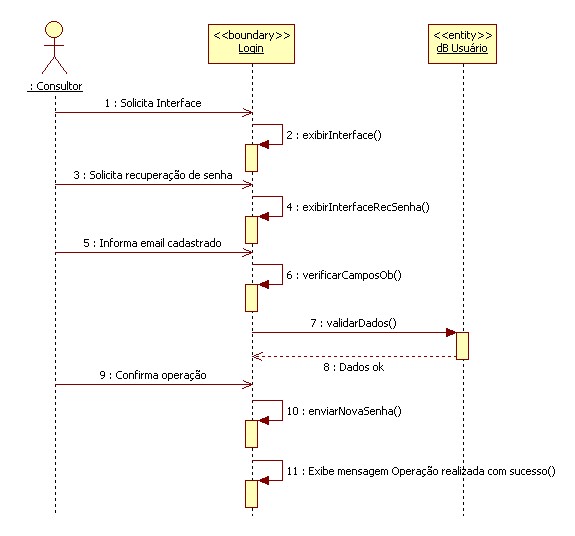 <<boundary>>
Login
<<entity>>
dB Usuário
: Consultor
1 : Solicita Interface
2 : exibirInterface()
3 : Solicita recuperação de senha
4 : exibirInterfaceRecSenha()
5 : Informa email cadastrado
6 : verificarCamposOb()
7 : validarDados()
8 : Dados ok
9 : Confirma operação
10 : enviarNovaSenha()
11 : Exibe mensagem Operação realizada com sucesso()